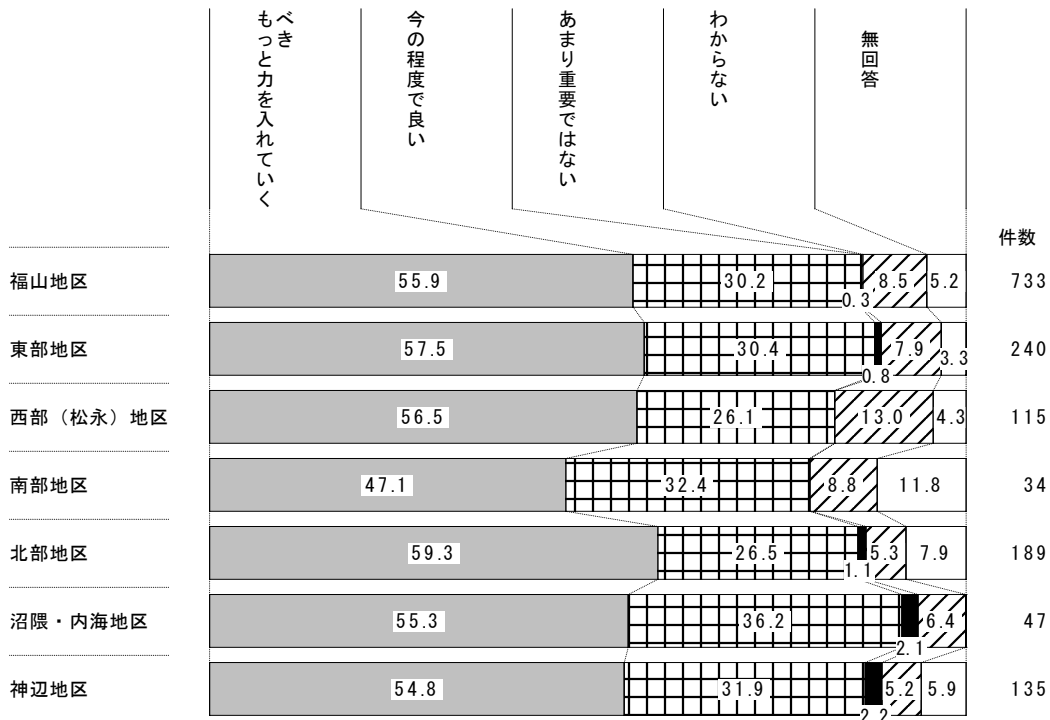 もっと力を入れていく
べき
今の程度で良い
あまり重要ではない
わからない
無回答
件数
福山地区 55.9 30.2 0.3 8.5 5.2 733
東部地区 57.5 30.4 0.8 7.9 3.3 240
西部（松永）地区 56.5 26.1 13.0 4.3 115
南部地区 47.1 32.4 8.8 11.8 34
北部地区 59.3 26.5 1.1 5.3 7.9 189
沼隈・内海地区 55.3 36.2 2.1 6.4 47
神辺地区 54.8 31.9 2.2 5.2 5.9 135